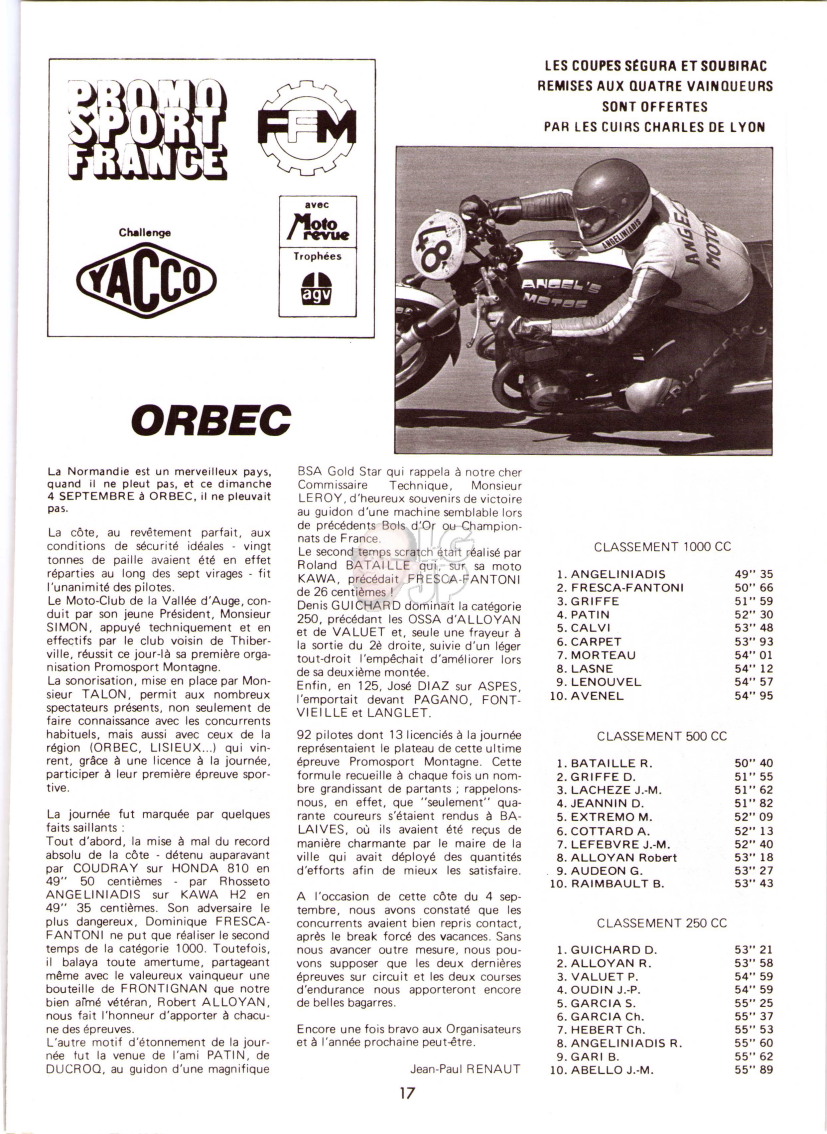 PROMO
SPORT
FRANCE
FFM
Challenge
YACCO
avec
Moto
revue
Trophées
agv
LES COUPES SÉGURA ET SOUBIRAC
REMISES AUX QUATRE VAINQUEURS
SONT OFFERTES
PAR LES CUIRS CHARLES DE LYON
48
ANGELINIADIS
ANGEL'S
MOTOS
ORBEC
La Normandie est un merveilleux pays,
quand il ne pleut pas, et ce dimanche
4 SEPTEMBRE à ORBEC, il ne pleuvait
pas.
La côte, au revêtement parfait, aux
conditions de sécurité idéales - vingt
tonnes de paille avaient été en effet
réparties au long des sept virages - fit
l'unanimité des pilotes.
Le Moto-Club de la Vallée d'Auge, con-
duit par son jeune Président, Monsieur
SIMON, appuyé techniquement et en
effectifs par le club voisin de Thiber-
ville, réussit ce jour-là sa première orga-
nisation Promosport Montagne.
La sonorisation, mise en place par Mon-
sieur TALON, permit aux nombreux
spectateurs présents, non seulement de
faire connaissance avec les concurrents
habituels, mais aussi avec ceux de la
région (ORBEC, LISIEUX...) qui vin-
rent, grâce à une licence à la journée,
participer à leur première épreuve spor-
tive.
La journée fut marquée par quelques
faits saillants :
Tout d'abord, la mise à mal du record
absolu de la côte - détenu auparavant
par COUDRAY sur HONDA 810 en
49" 50 centièmes - par Rhosseto
ANGELINIADIS sur KAWA H2 en
49" 35 centièmes. Son adversaire le
plus dangereux, Dominique FRESCA-
FANTONI ne put que réaliser le second
temps de la catégorie 1000. Toutefois,
il balaya toute amertume, partageant
même avec le valeureux vainqueur une
bouteille de FRONTIGNAN que notre
bien aîmé vétéran, Robert ALLOYAN,
nous fait l'honneur d'apporter à chacu-
ne des épreuves.
L'autre motif d'étonnement de la jour-
née fut la venue de l'ami PATIN, de
DUCROQ, au guidon d'une magnifique
BSA Gold Star qui rappela à notre cher
Commissaire Technique, Monsieur
LEROY, d'heureux souvenirs de victoire
au guidon d'une machine semblable lors
de précédents Bols d'Or ou Champion-
nats de France.
Le second temps scratch était réalisé par
Roland BATAILLE qui, sur sa moto
KAWA, précédait FRESCA-FANTONI
de 26 centièmes !
Denis GUICHARD dominait la catégorie
250, précédant les OSSA d'ALLOYAN
et de VALUET et, seule une frayeur à
la sortie du 2è droite, suivie d'un léger
tout-droit l'empêchait d'améliorer lors
de sa deuxième montée.
Enfin, en 125, José DIAZ sur ASPES,
l'emportait devant PAGANO, FONT-
VIEILLE et LANGLET.
92 pilotes dont 13 licenciés à la journée
représentaient le plateau de cette ultime
épreuve Promosport Montagne. Cette
formule recueille à chaque fois un nom-
bre grandissant de partants ; rappelons-
nous, en effet, que "seulement" qua-
rante coureurs s'étaient rendus à BA-
LAIVES, où ils avaient été reçus de
manière charmante par le maire de la
ville qui avait déployé des quantités
d'efforts afin de mieux les satisfaire.
A l'occasion de cette côte du 4 sep-
tembre, nous avons constaté que les
concurrents avaient bien repris contact,
après le break forcé des vacances. Sans
nous avancer outre mesure, nous pou-
vons supposer que les deux dernières
épreuves sur circuit et les deux courses
d'endurance nous apporteront encore
de belles bagarres.
Encore une fois bravo aux Organisateurs
et à l'année prochaine peut-être.
Jean-Paul RENAUT
CLASSEMENT 1000 CC
1. ANGELINIADIS 49" 35
2. FRESCA-FANTONI 50" 66
3. GRIFFE 51" 59
4. PATIN 52" 30
5. CALVI 53" 48
6. CARPET 53" 93
7. MORTEAU 54" 01
8. LASNE 54" 12
9. LENOUVEL 54" 57
10. AVENEL 54" 95
CLASSEMENT 500 CC
1. BATAILLE R. 50" 40
2. GRIFFE D. 51" 55
3. LACHEZE J.-M. 51" 62
4. JEANNIN D. 51" 82
5. EXTREMO M. 52" 09
6. COTTARD A. 52" 13
7. LEFEBVRE J.-M. 52" 40
8. ALLOYAN Robert 53" 18
9. AUDEON G. 53" 27
10. RAIMBAULT B. 53" 43
CLASSEMENT 250 CC
1. GUICHARD D. 53" 21
2. ALLOYAN R. 53" 58
3. VALUET P. 54" 59
4. OUDIN J.-P. 54" 59
5. GARCIA S. 55" 25
6. GARCIA Ch. 55" 37
7. HEBERT Ch. 55" 53
8. ANGELINIADIS R. 55" 60
9. GARI B. 55" 62
10. ABELLO J.-M. 55" 89
17